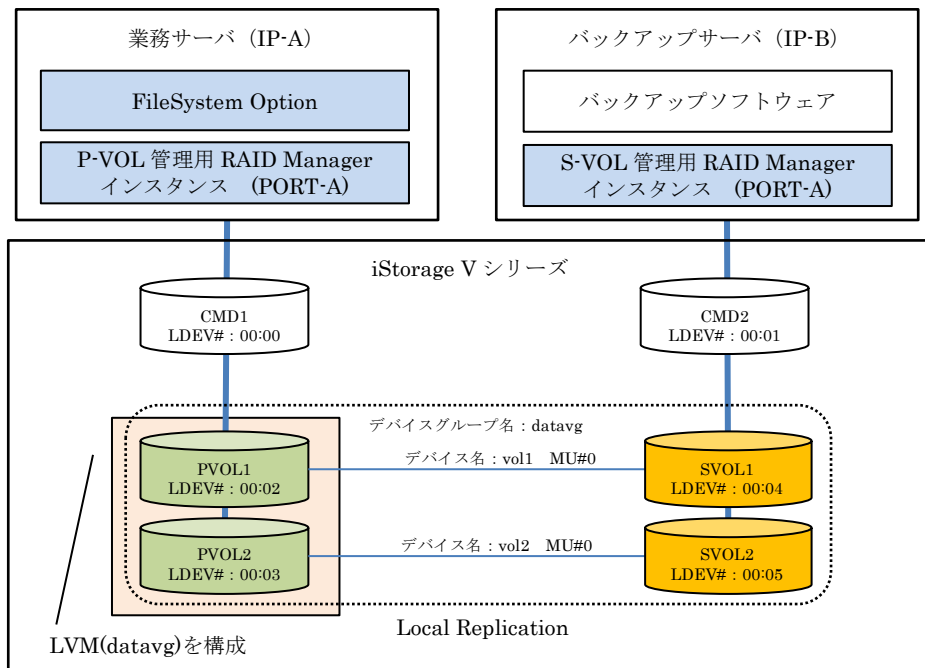 業務サーバ（IP-A）
FileSystem Option
P-VOL 管理用 RAID Manager
インスタンス　(PORT-A)
バックアップサーバ（IP-B）
バックアップソフトウェア
S-VOL 管理用 RAID Manager
インスタンス　(PORT-A)
iStorage V シリーズ
CMD1
LDEV#：00:00
CMD2
LDEV#：00:01
デバイスグループ名：datavg
PVOL1
LDEV#：00:02
デバイス名：vol1　MU#0
SVOL1
LDEV#：00:04
PVOL2
LDEV#：00:03
デバイス名：vol2　MU#0
SVOL2
LDEV#：00:05
Local Replication
LVM(datavg)を構成